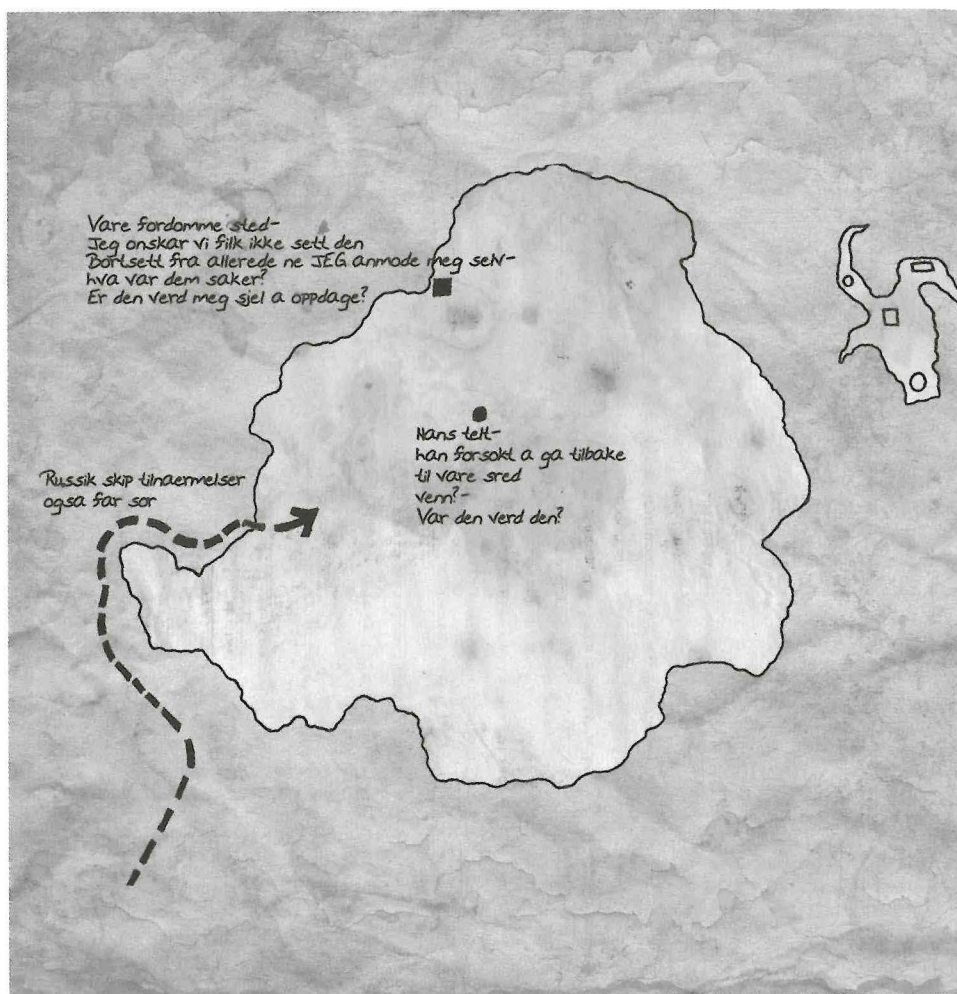 Vare fordomme sted-
Jeg onskar vi filk ikke sett den
Bortsett fra allerede ne JEG anmode meg selv-
hva var dem saker?
Er den verd meg sjel a oppdage?
Hans telt-
han forsokt a ga tilbake
til vare sred
venn?-
Var den verd den?
Russik skip tilnaermelser
ogsa far sor